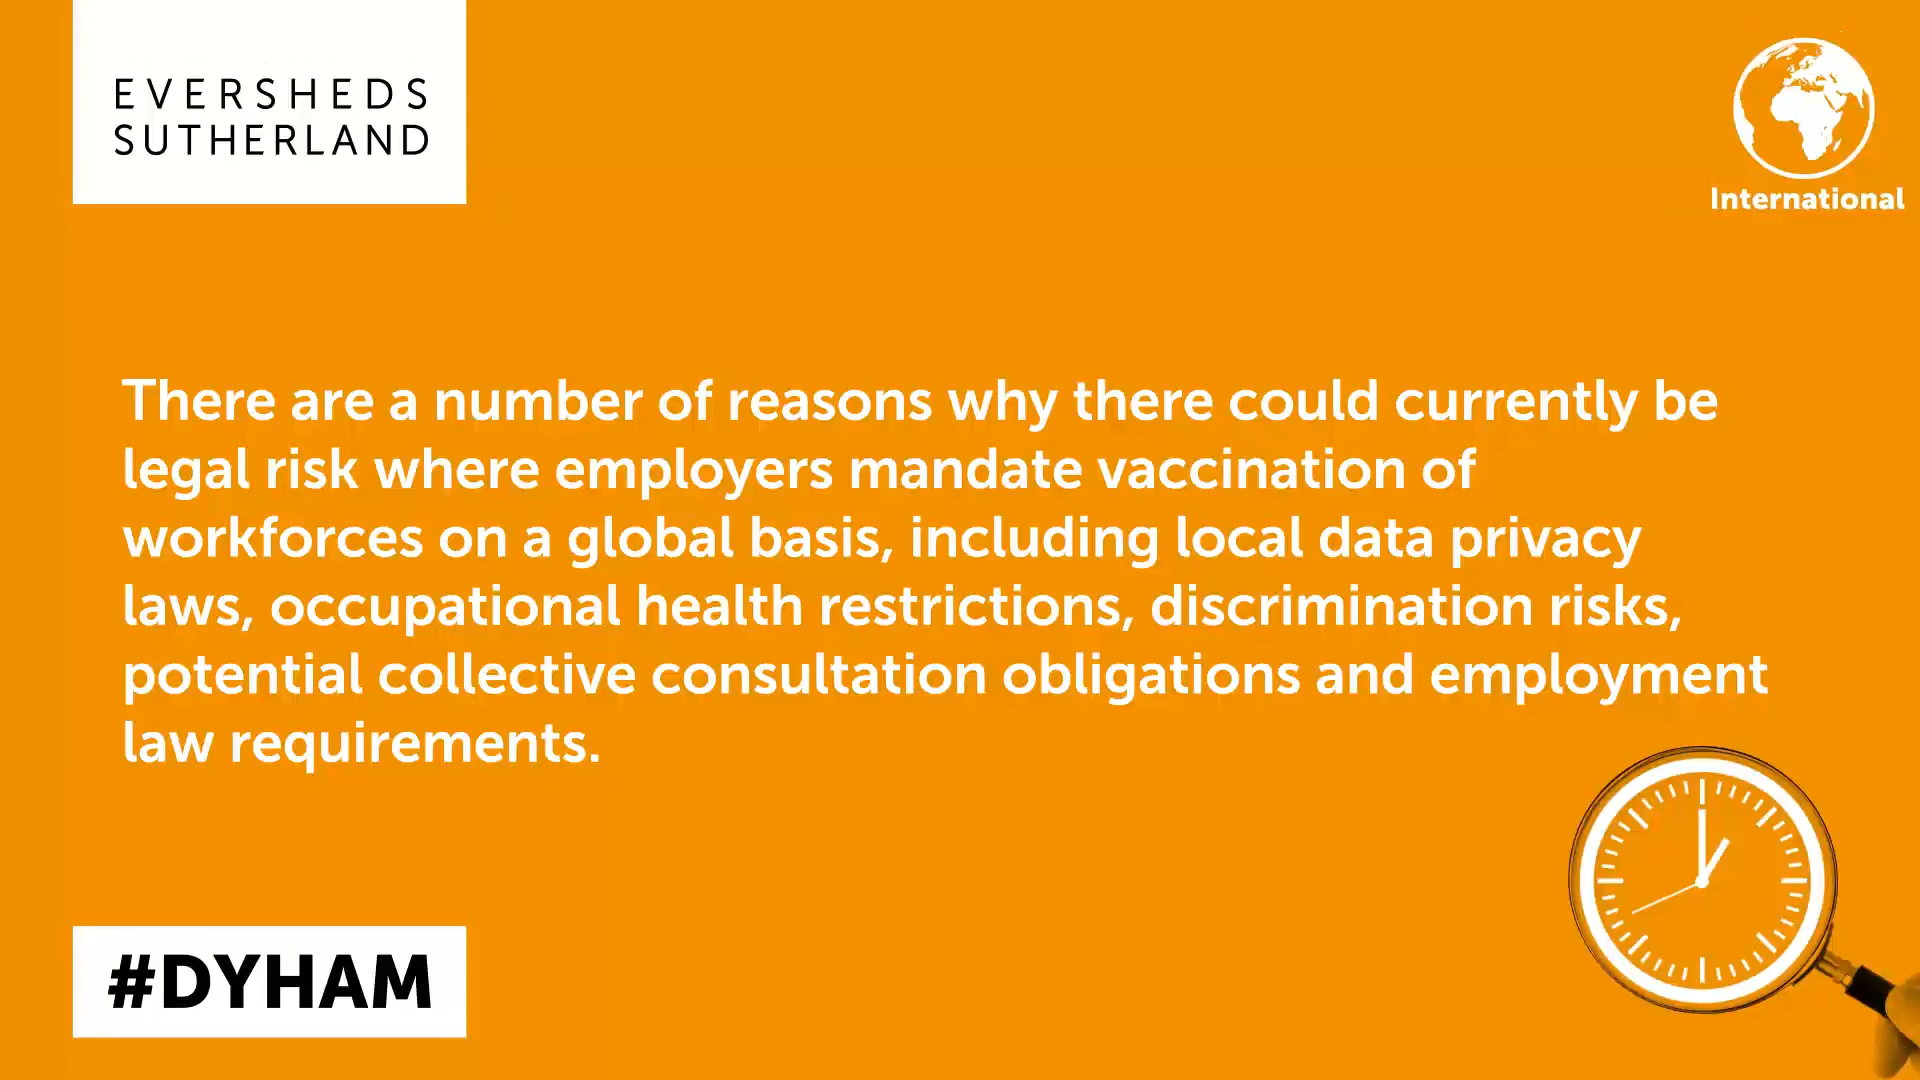 EVERSHEDS
SUTHERLAND
International
There are a number of reasons why there could currently be
legal risk where employers mandate vaccination of
workforces on a global basis, including local data privacy
laws, occupational health restrictions, discrimination risks,
potential collective consultation obligations and employment
law requirements.
#DYHAM